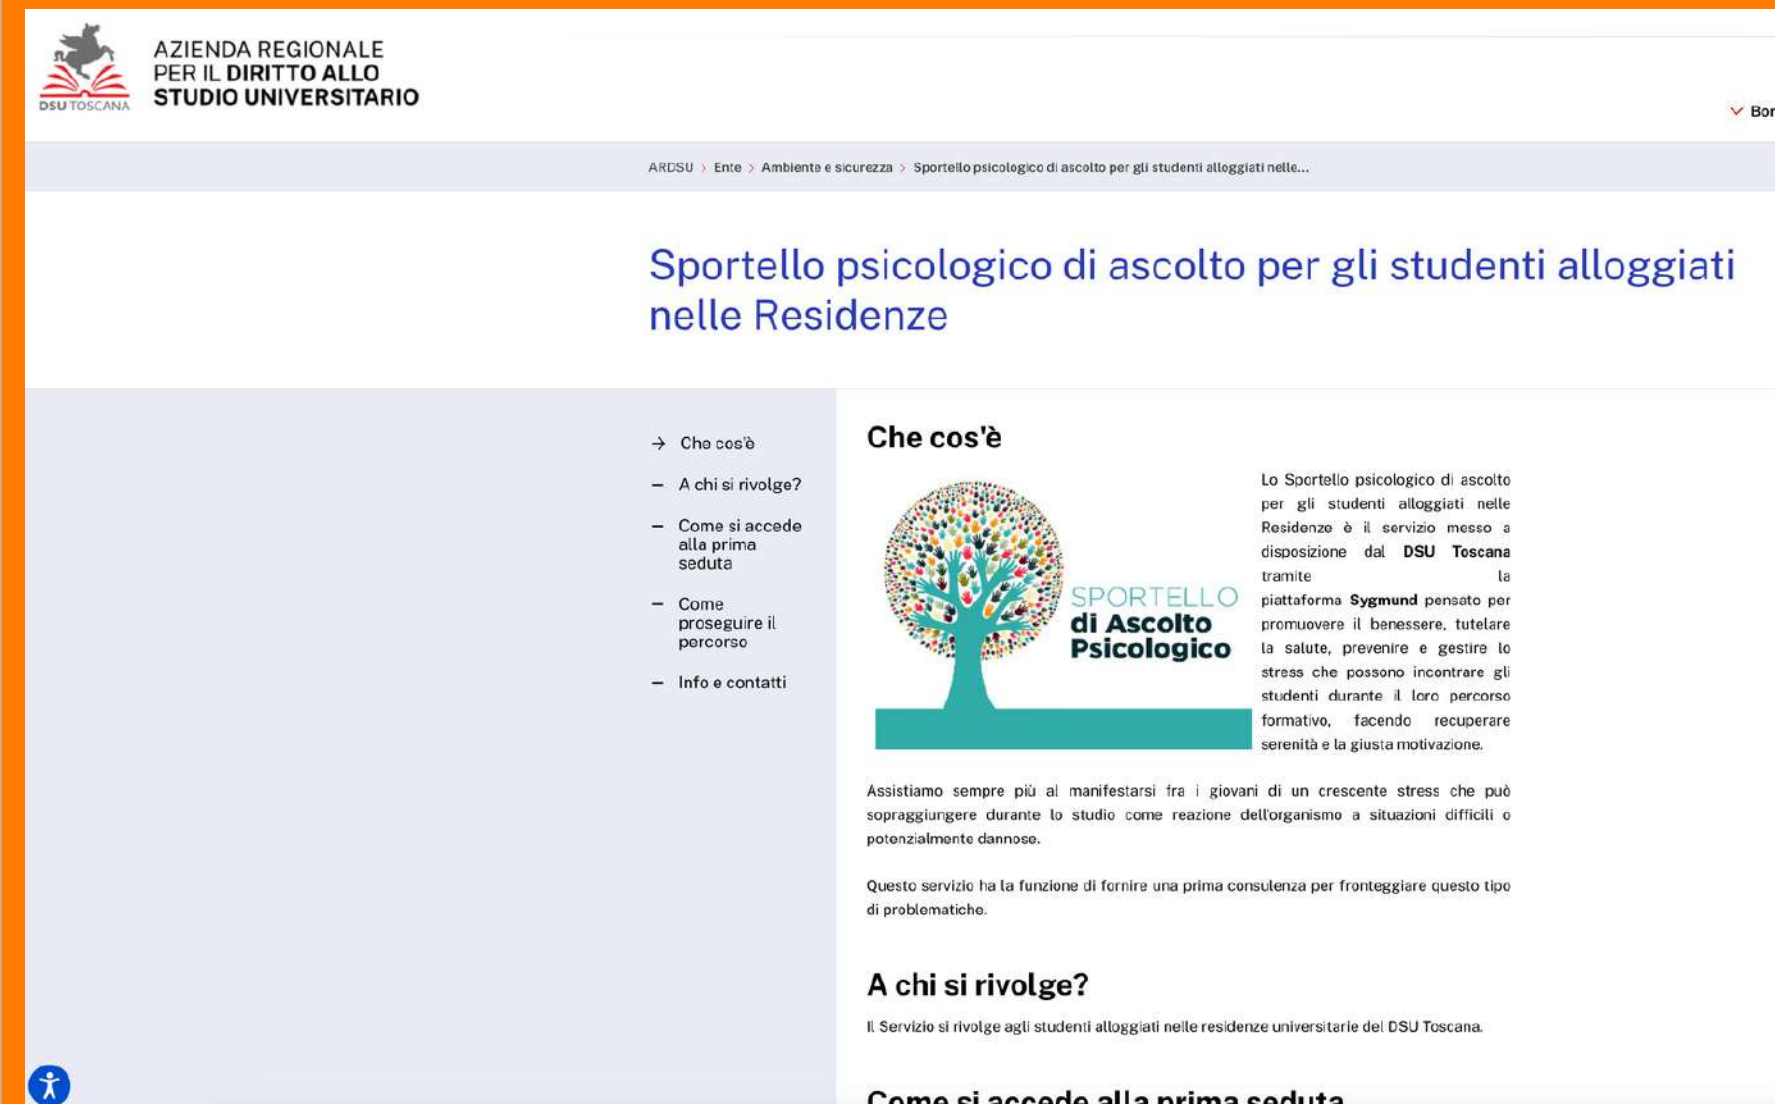 AZIENDA REGIONALE
PER IL DIRITTO ALLO
STUDIO UNIVERSITARIO
DSU TOSCANA
ARDSU > Ente > Ambiente e sicurezza > Sportello psicologico di ascolto per gli studenti alloggiati nelle...
Sportello psicologico di ascolto per gli studenti alloggiati
nelle Residenze
→ Che cos'è
– A chi si rivolge?
– Come si accede
alla prima
seduta
– Come
proseguire il
percorso
– Info e contatti
Che cos'è
SPORTELLO
di Ascolto
Psicologico
Lo Sportello psicologico di ascolto
per gli studenti alloggiati nelle
Residenze è il servizio messo a
disposizione dal DSU Toscana
tramite la
piattaforma Sygmund pensato per
promuovere il benessere, tutelare
la salute, prevenire e gestire lo
stress che possono incontrare gli
studenti durante il loro percorso
formativo, facendo recuperare
serenità e la giusta motivazione.
Assistiamo sempre più al manifestarsi fra i giovani di un crescente stress che può
sopraggiungere durante lo studio come reazione dell'organismo a situazioni difficili o
potenzialmente dannose.
Questo servizio ha la funzione di fornire una prima consulenza per fronteggiare questo tipo
di problematiche.
A chi si rivolge?
Il Servizio si rivolge agli studenti alloggiati nelle residenze universitarie del DSU Toscana.
Come si accede alla prima seduta